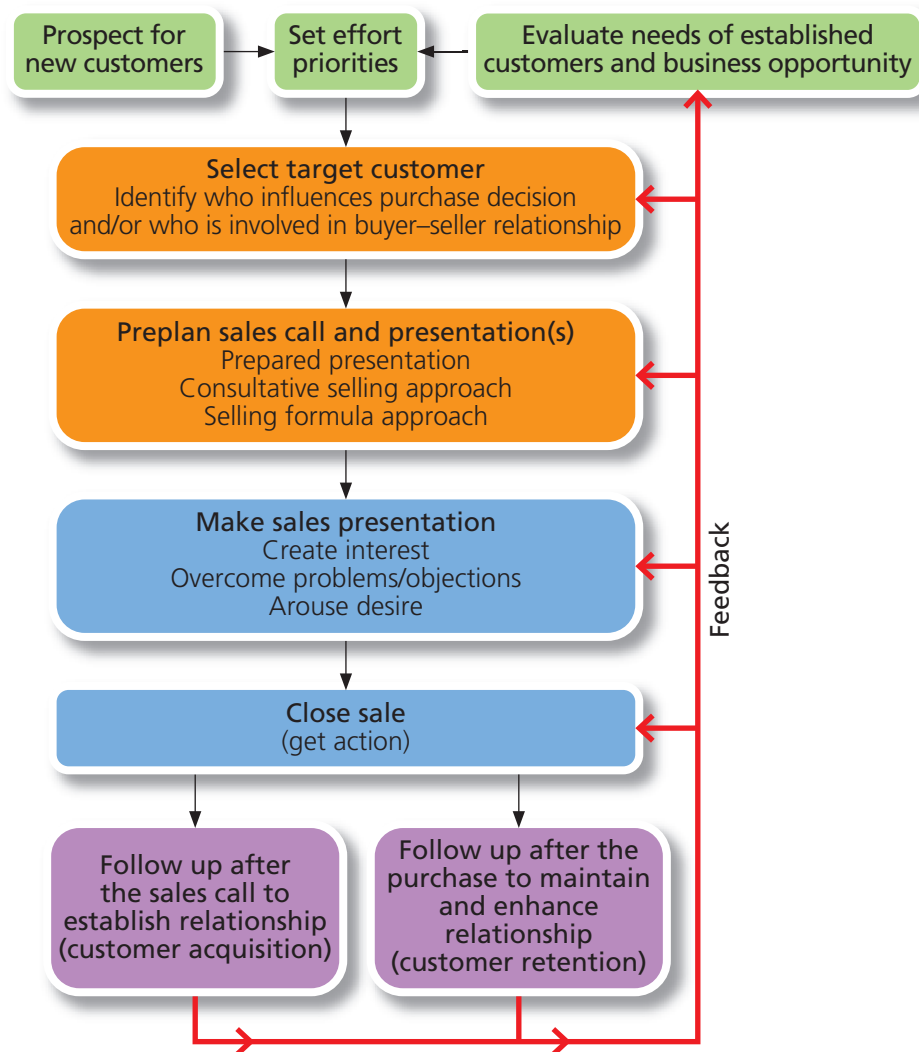 Prospect for
new customers
Set effort
priorities
Evaluate needs of established
customers and business opportunity
Select target customer
Identify who influences purchase decision
and/or who is involved in buyer–seller relationship
Preplan sales call and presentation(s)
Prepared presentation
Consultative selling approach
Selling formula approach
Make sales presentation
Create interest
Overcome problems/objections
Arouse desire
Feedback
Close sale
(get action)
Follow up after
the sales call to
establish relationship
(customer acquisition)
Follow up after the
purchase to maintain
and enhance
relationship
(customer retention)